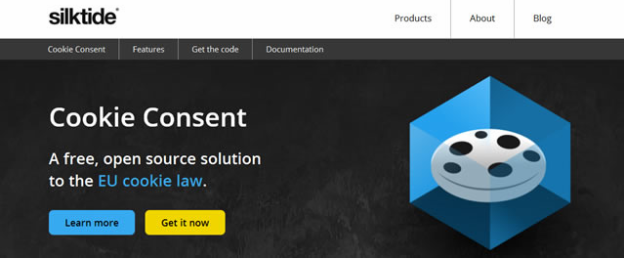 silktide
Products About Blog
Cookie Consent Features Get the code Documentation
Cookie Consent
A free, open source solution
to the EU cookie law.
Learn more Get it now